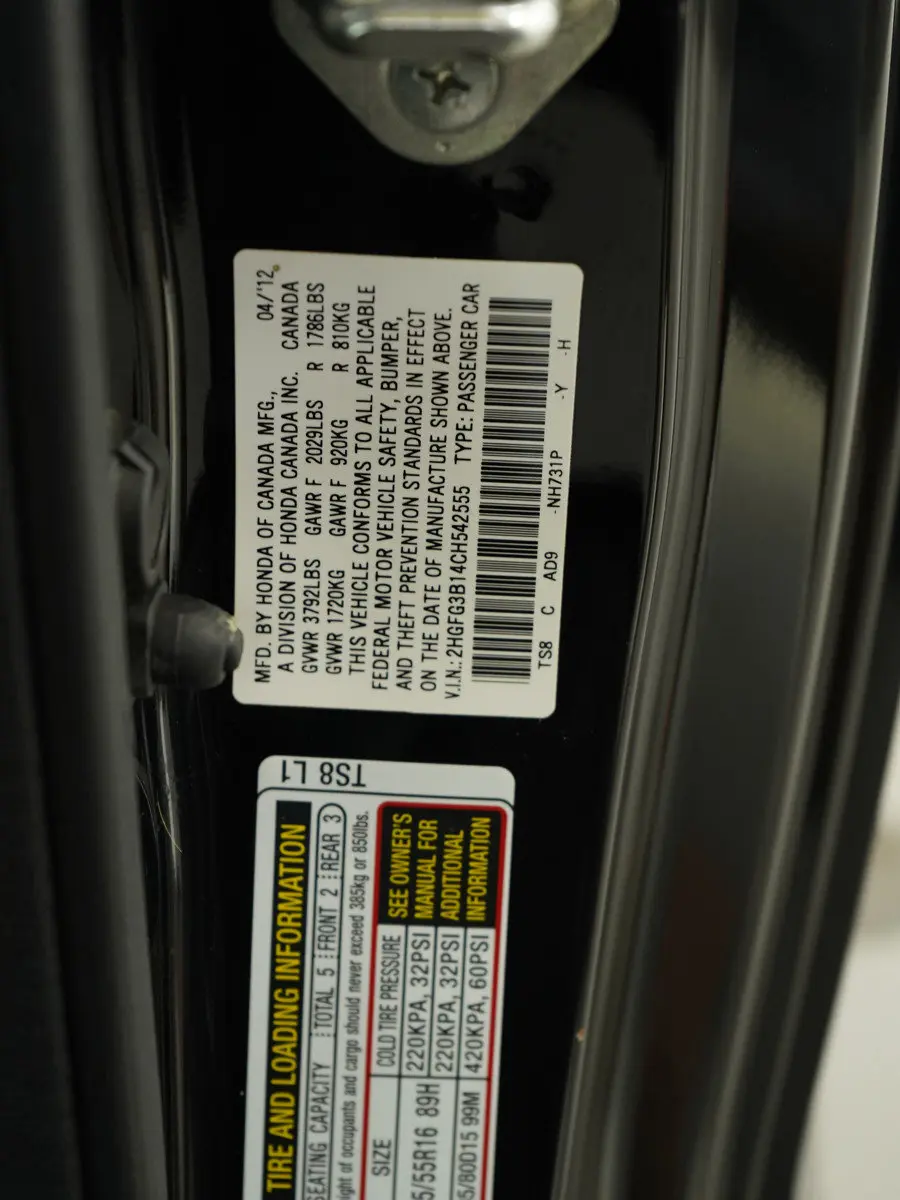 MFD. BY HONDA OF CANADA MFG., 04/'12
A DIVISION OF HONDA CANADA INC. CANADA
GVWR 3792LBS GAWR F 2029LBS R 1786LBS
GVWR 1720KG GAWR F 920KG R 810KG
THIS VEHICLE CONFORMS TO ALL APPLICABLE
FEDERAL MOTOR VEHICLE SAFETY, BUMPER,
AND THEFT PREVENTION STANDARDS IN EFFECT
ON THE DATE OF MANUFACTURE SHOWN ABOVE.
V.I.N.: 2HGFG3B14CH542555 TYPE: PASSENGER CAR
TS8 C AD9 -NH731P -Y -H
TS8 L1
TIRE AND LOADING INFORMATION
SEATING CAPACITY TOTAL 5 FRONT 2 REAR 3
ight of occupants and cargo should never exceed 385kg or 850lbs.
SIZE COLD TIRE PRESSURE
5/55R16 89H 220KPA, 32PSI
220KPA, 32PSI
5/80D15 99M 420KPA, 60PSI
SEE OWNER'S
MANUAL FOR
ADDITIONAL
INFORMATION